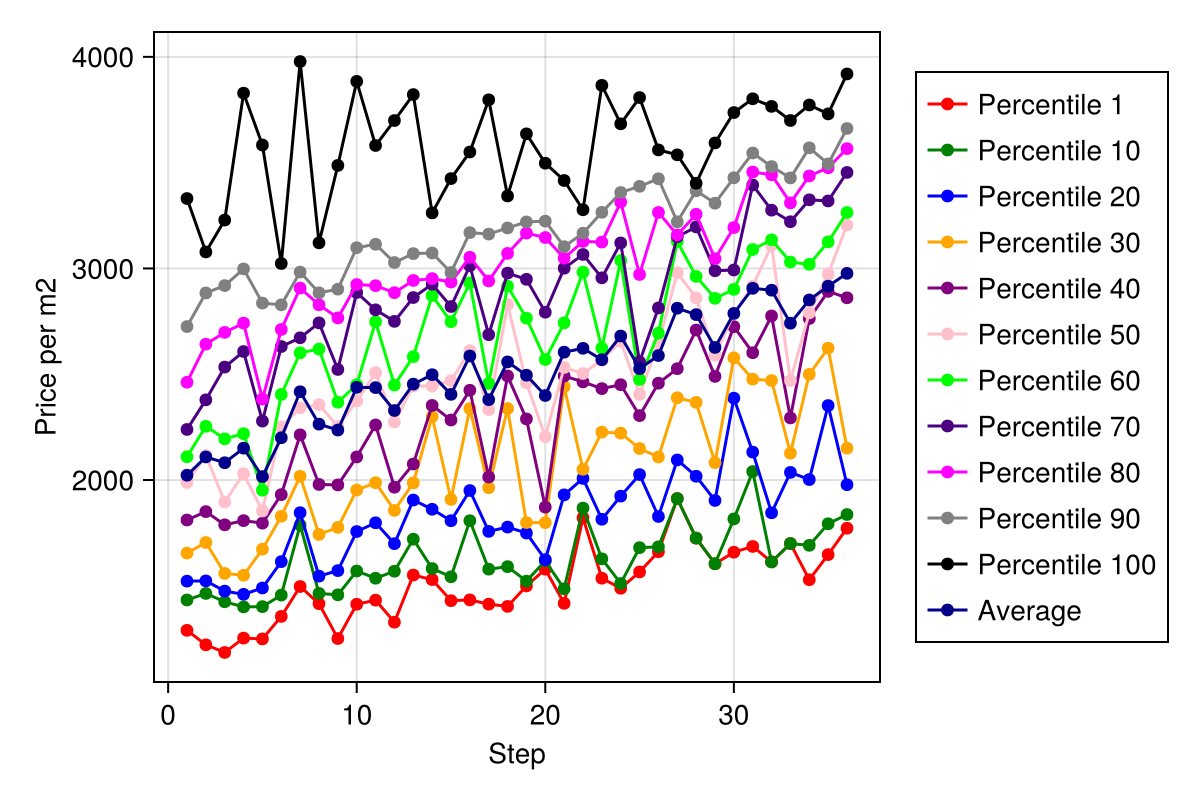 4000
3000
2000
Price per m2
0 10 20 30
Step
Percentile 1
Percentile 10
Percentile 20
Percentile 30
Percentile 40
Percentile 50
Percentile 60
Percentile 70
Percentile 80
Percentile 90
Percentile 100
Average